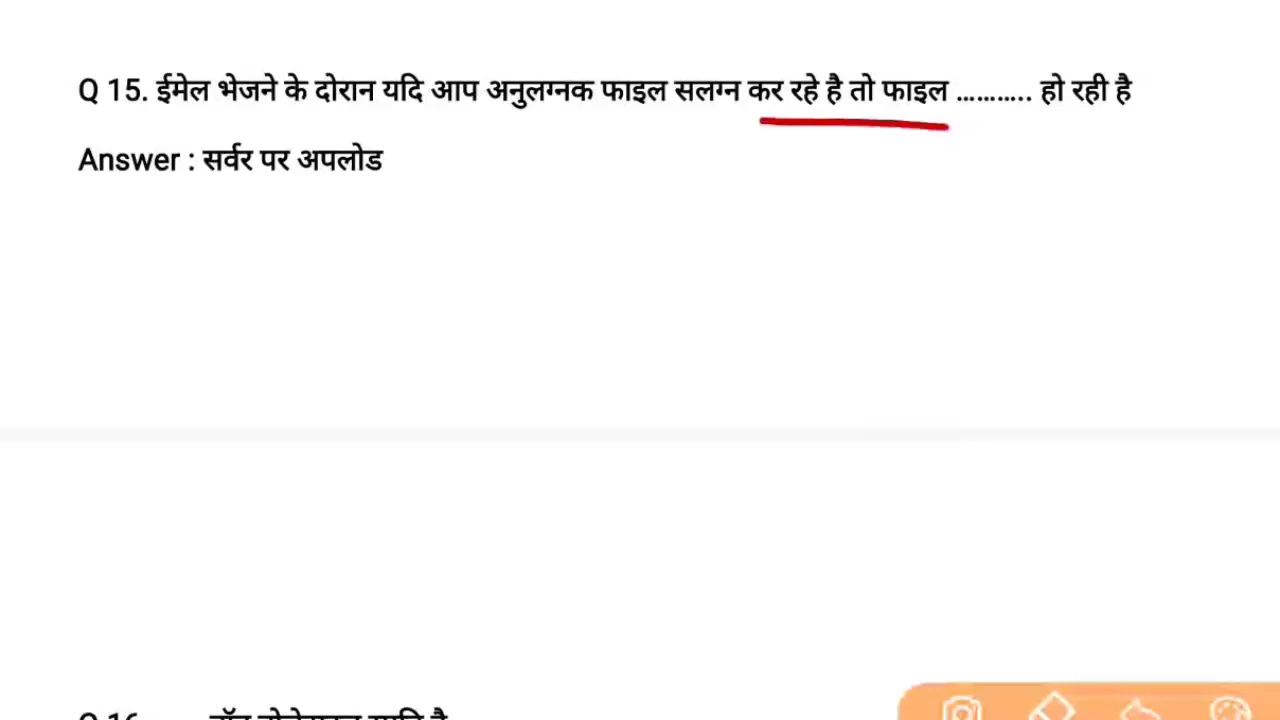 Q 15. ईमेल भेजने के दोरान यदि आप अनुलग्नक फाइल सलग्न कर रहे है तो फाइल ……….. हो रही है
Answer : सर्वर पर अपलोड